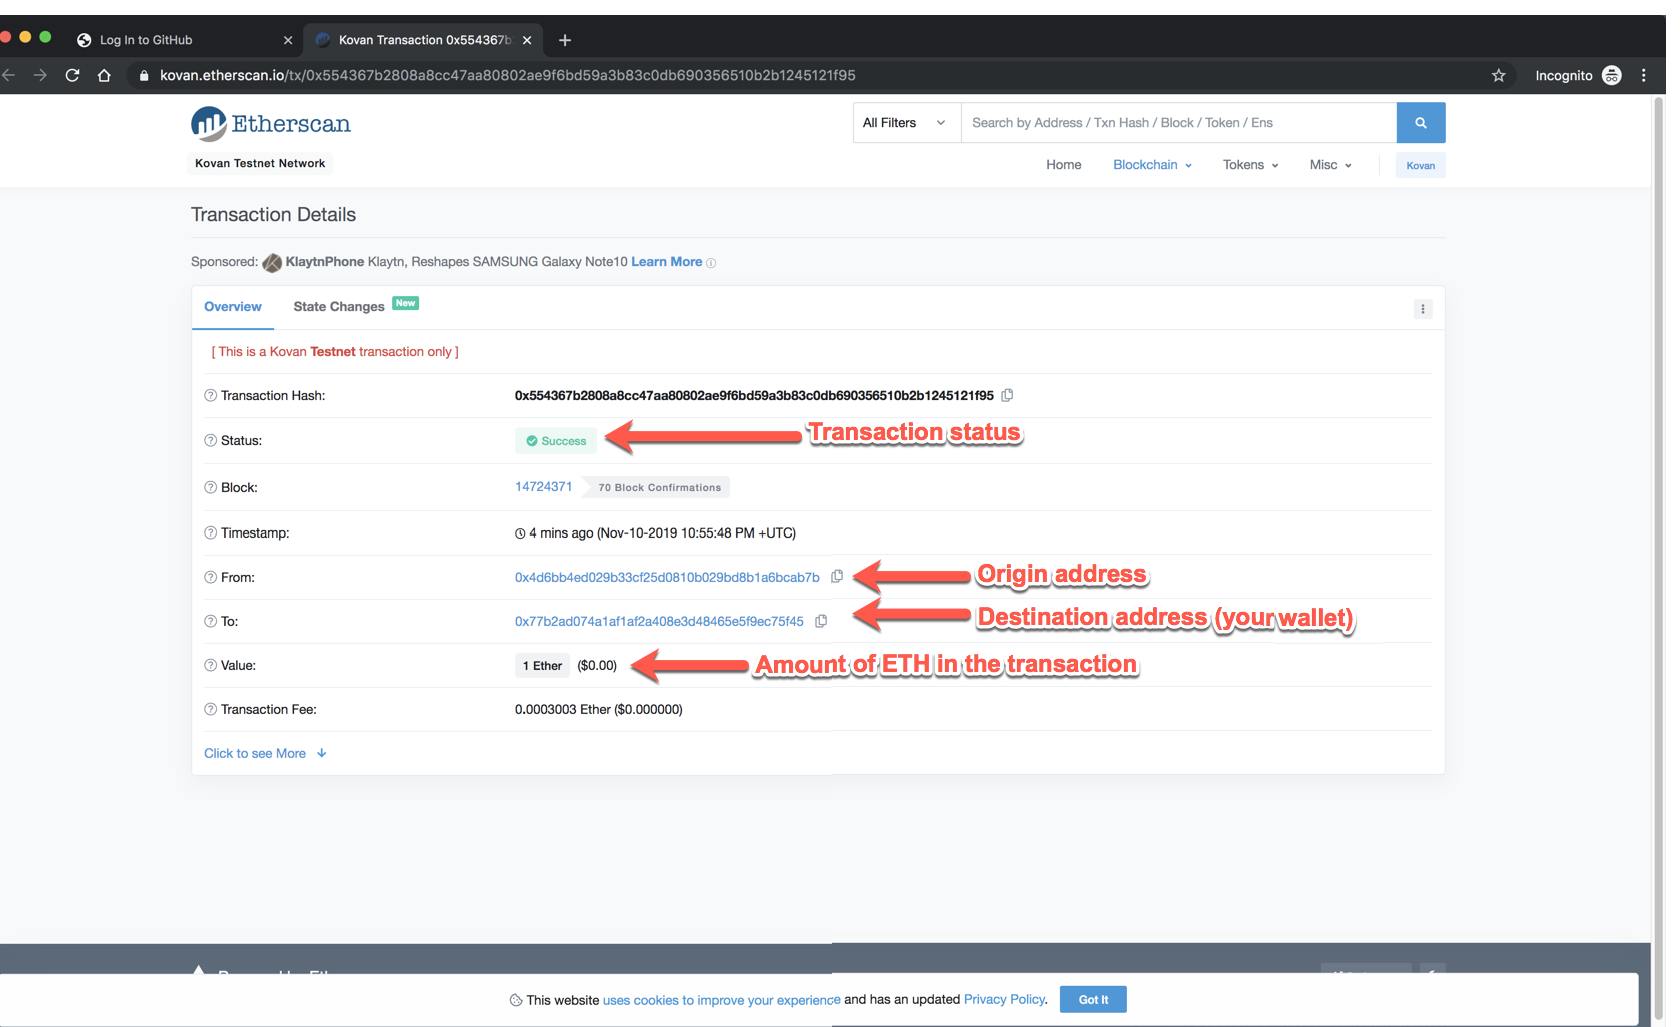 Log In to GitHub
Kovan Transaction 0x554367b
kovan.etherscan.io/tx/0x554367b2808a8cc47aa80802ae9f6bd59a3b83c0db690356510b2b1245121f95
Incognito
Etherscan
All Filters
Search by Address / Txn Hash / Block / Token / Ens
Kovan Testnet Network
Home Blockchain Tokens Misc Kovan
Transaction Details
Sponsored: KlaytnPhone Klaytn, Reshapes SAMSUNG Galaxy Note10 Learn More
Overview State Changes New
[ This is a Kovan Testnet transaction only ]
Transaction Hash: 0x554367b2808a8cc47aa80802ae9f6bd59a3b83c0db690356510b2b1245121f95
Status: Success Transaction status
Block: 14724371 70 Block Confirmations
Timestamp: 4 mins ago (Nov-10-2019 10:55:48 PM +UTC)
From: 0x4d6bb4ed029b33cf25d0810b029bd8b1a6bcab7b Origin address
To: 0x77b2ad074a1af1af2a408e3d48465e5f9ec75f45 Destination address (your wallet)
Value: 1 Ether ($0.00) Amount of ETH in the transaction
Transaction Fee: 0.0003003 Ether ($0.000000)
Click to see More
This website uses cookies to improve your experience and has an updated Privacy Policy. Got It